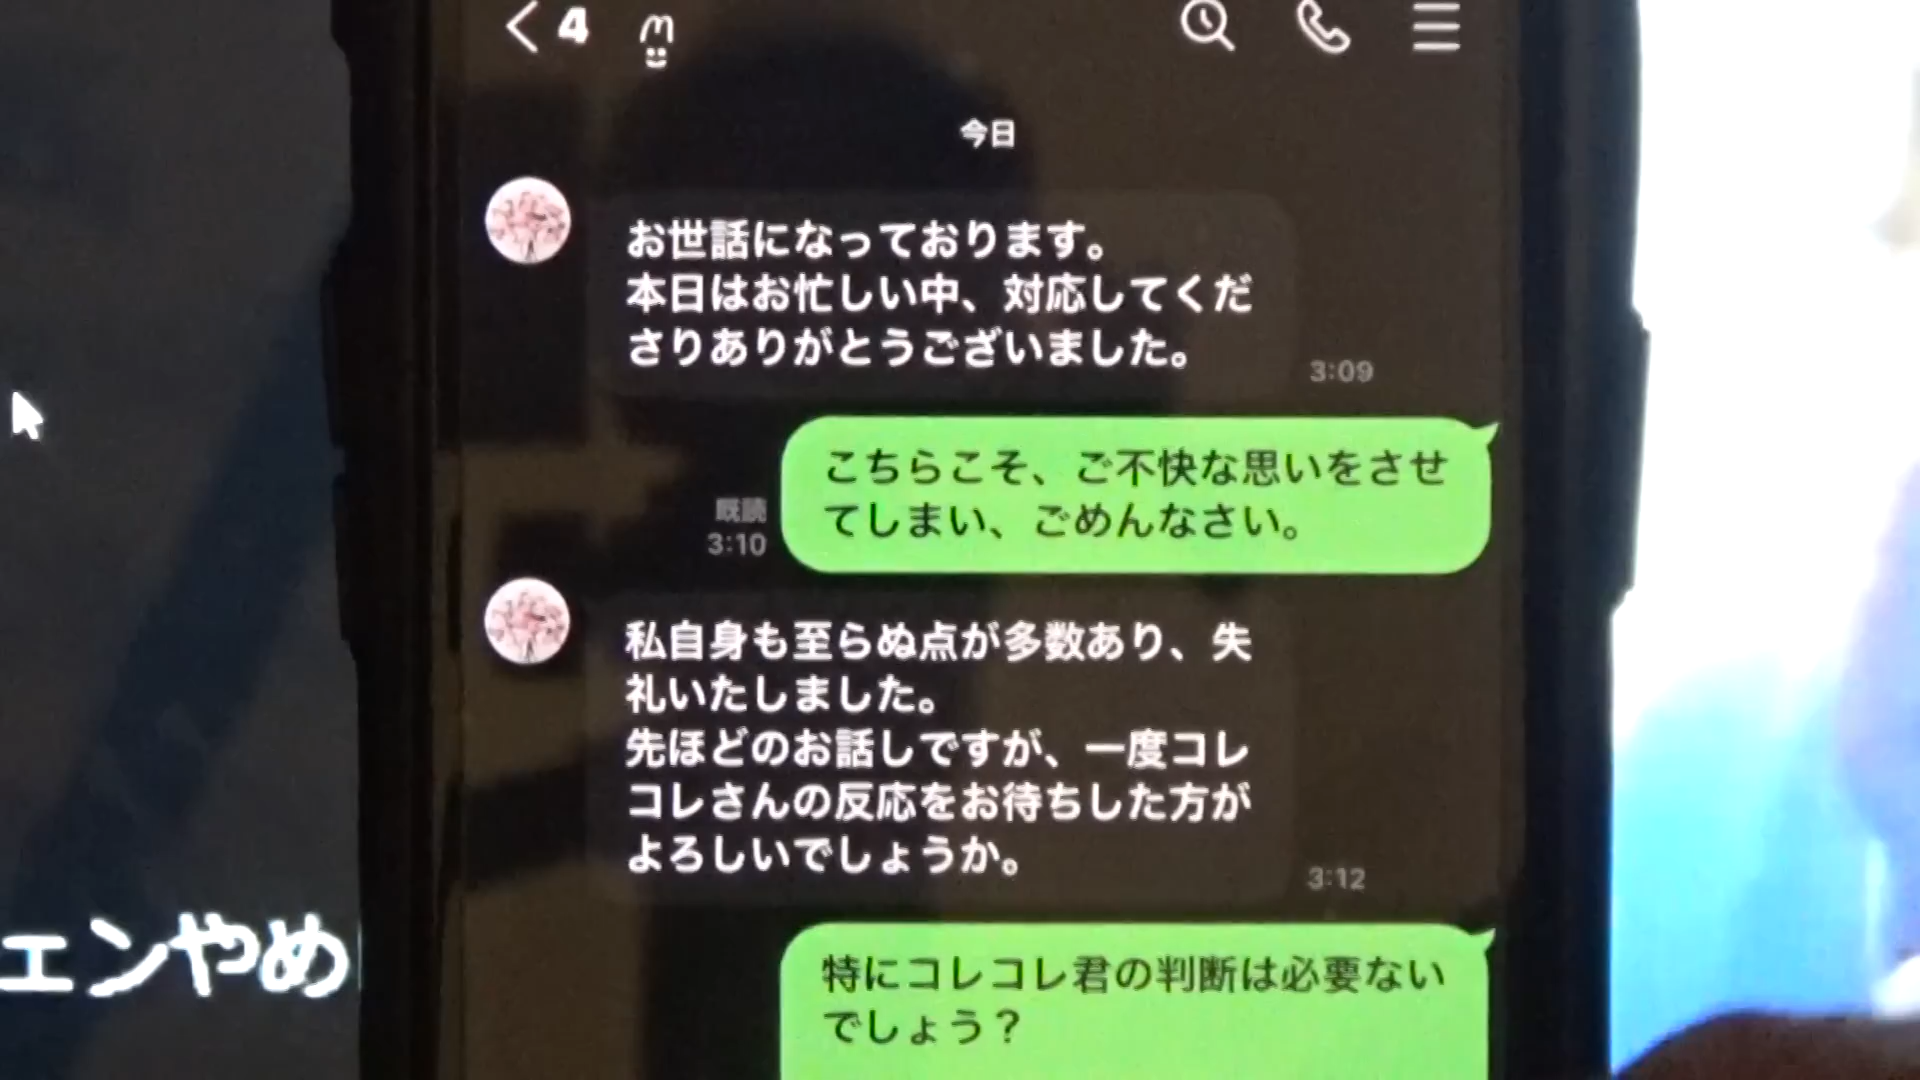 4
今日
お世話になっております。
本日はお忙しい中、対応してくだ
さりありがとうございました。
3:09
こちらこそ、ご不快な思いをさせ
てしまい、ごめんなさい。
既読
3:10
私自身も至らぬ点が多数あり、失
礼いたしました。
先ほどのお話しですが、一度コレ
コレさんの反応をお待ちした方が
よろしいでしょうか。
3:12
特にコレコレ君の判断は必要ない
でしょう？
ェンやめ